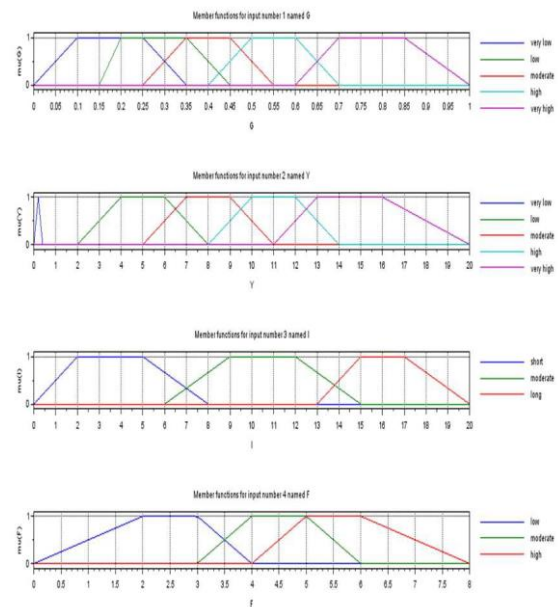 Member functions for input number 1 named G
mu(G)
1
0
0 0.05 0.1 0.15 0.2 0.25 0.3 0.35 0.4 0.45 0.5 0.55 0.6 0.65 0.7 0.75 0.8 0.85 0.9 0.95 1
G
very low
low
moderate
high
very high
Member functions for input number 2 named Y
mu(Y)
1
0
0 1 2 3 4 5 6 7 8 9 10 11 12 13 14 15 16 17 18 19 20
Y
very low
low
moderate
high
very high
Member functions for input number 3 named I
mu(I)
1
0
0 1 2 3 4 5 6 7 8 9 10 11 12 13 14 15 16 17 18 19 20
I
short
moderate
long
Member functions for input number 4 named F
mu(F)
1
0
0 0.5 1 1.5 2 2.5 3 3.5 4 4.5 5 5.5 6 6.5 7 7.5 8
F
low
moderate
high